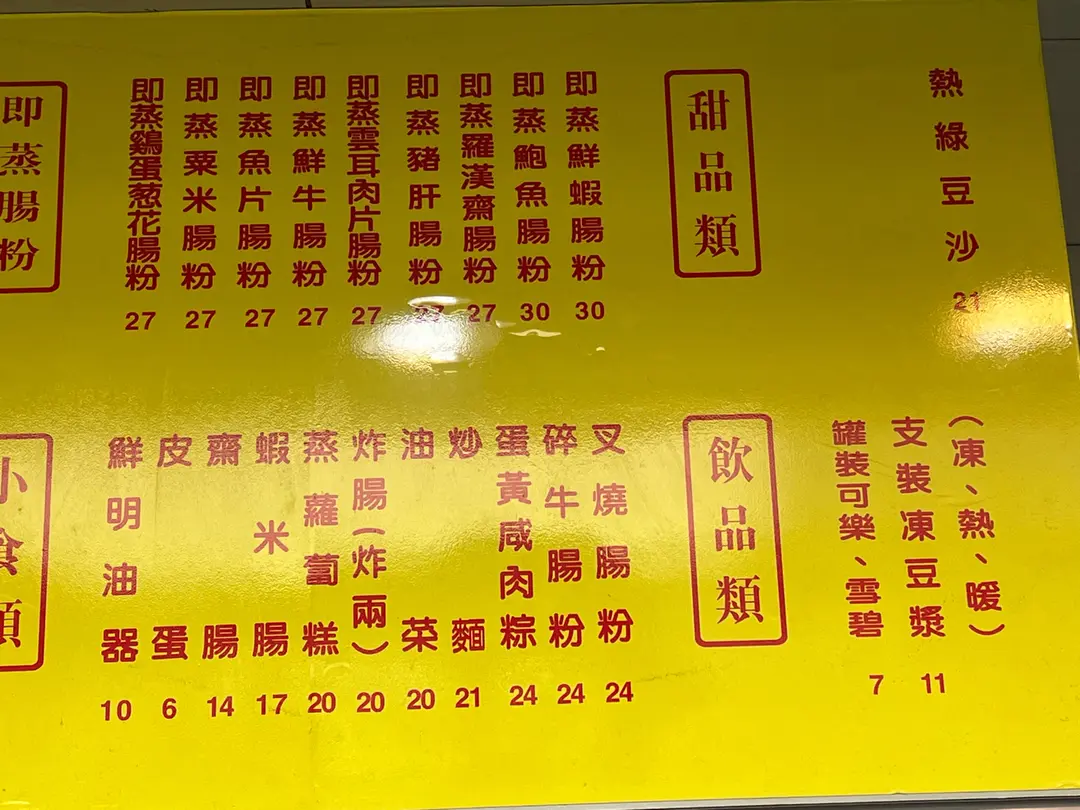 即蒸腸粉
即蒸鷄蛋葱花腸粉 27
即蒸粟米腸粉 27
即蒸魚片腸粉 27
即蒸鮮牛腸粉 27
即蒸雲耳肉片腸粉 27
即蒸豬肝腸粉 27
即蒸羅漢齋腸粉 27
即蒸鮑魚腸粉 30
即蒸鮮蝦腸粉 30
甜品類
熱綠豆沙 21
小食類
鮮明油器 10
皮蛋 6
齋腸 14
蝦米腸 17
蒸蘿蔔糕 20
炸腸(炸兩) 20
油菜 20
炒麵 21
蛋黃咸肉粽 24
碎牛腸粉 24
叉燒腸粉 24
飲品類
罐裝可樂、雪碧 7
支裝凍豆漿 11
(凍、熱、暖)